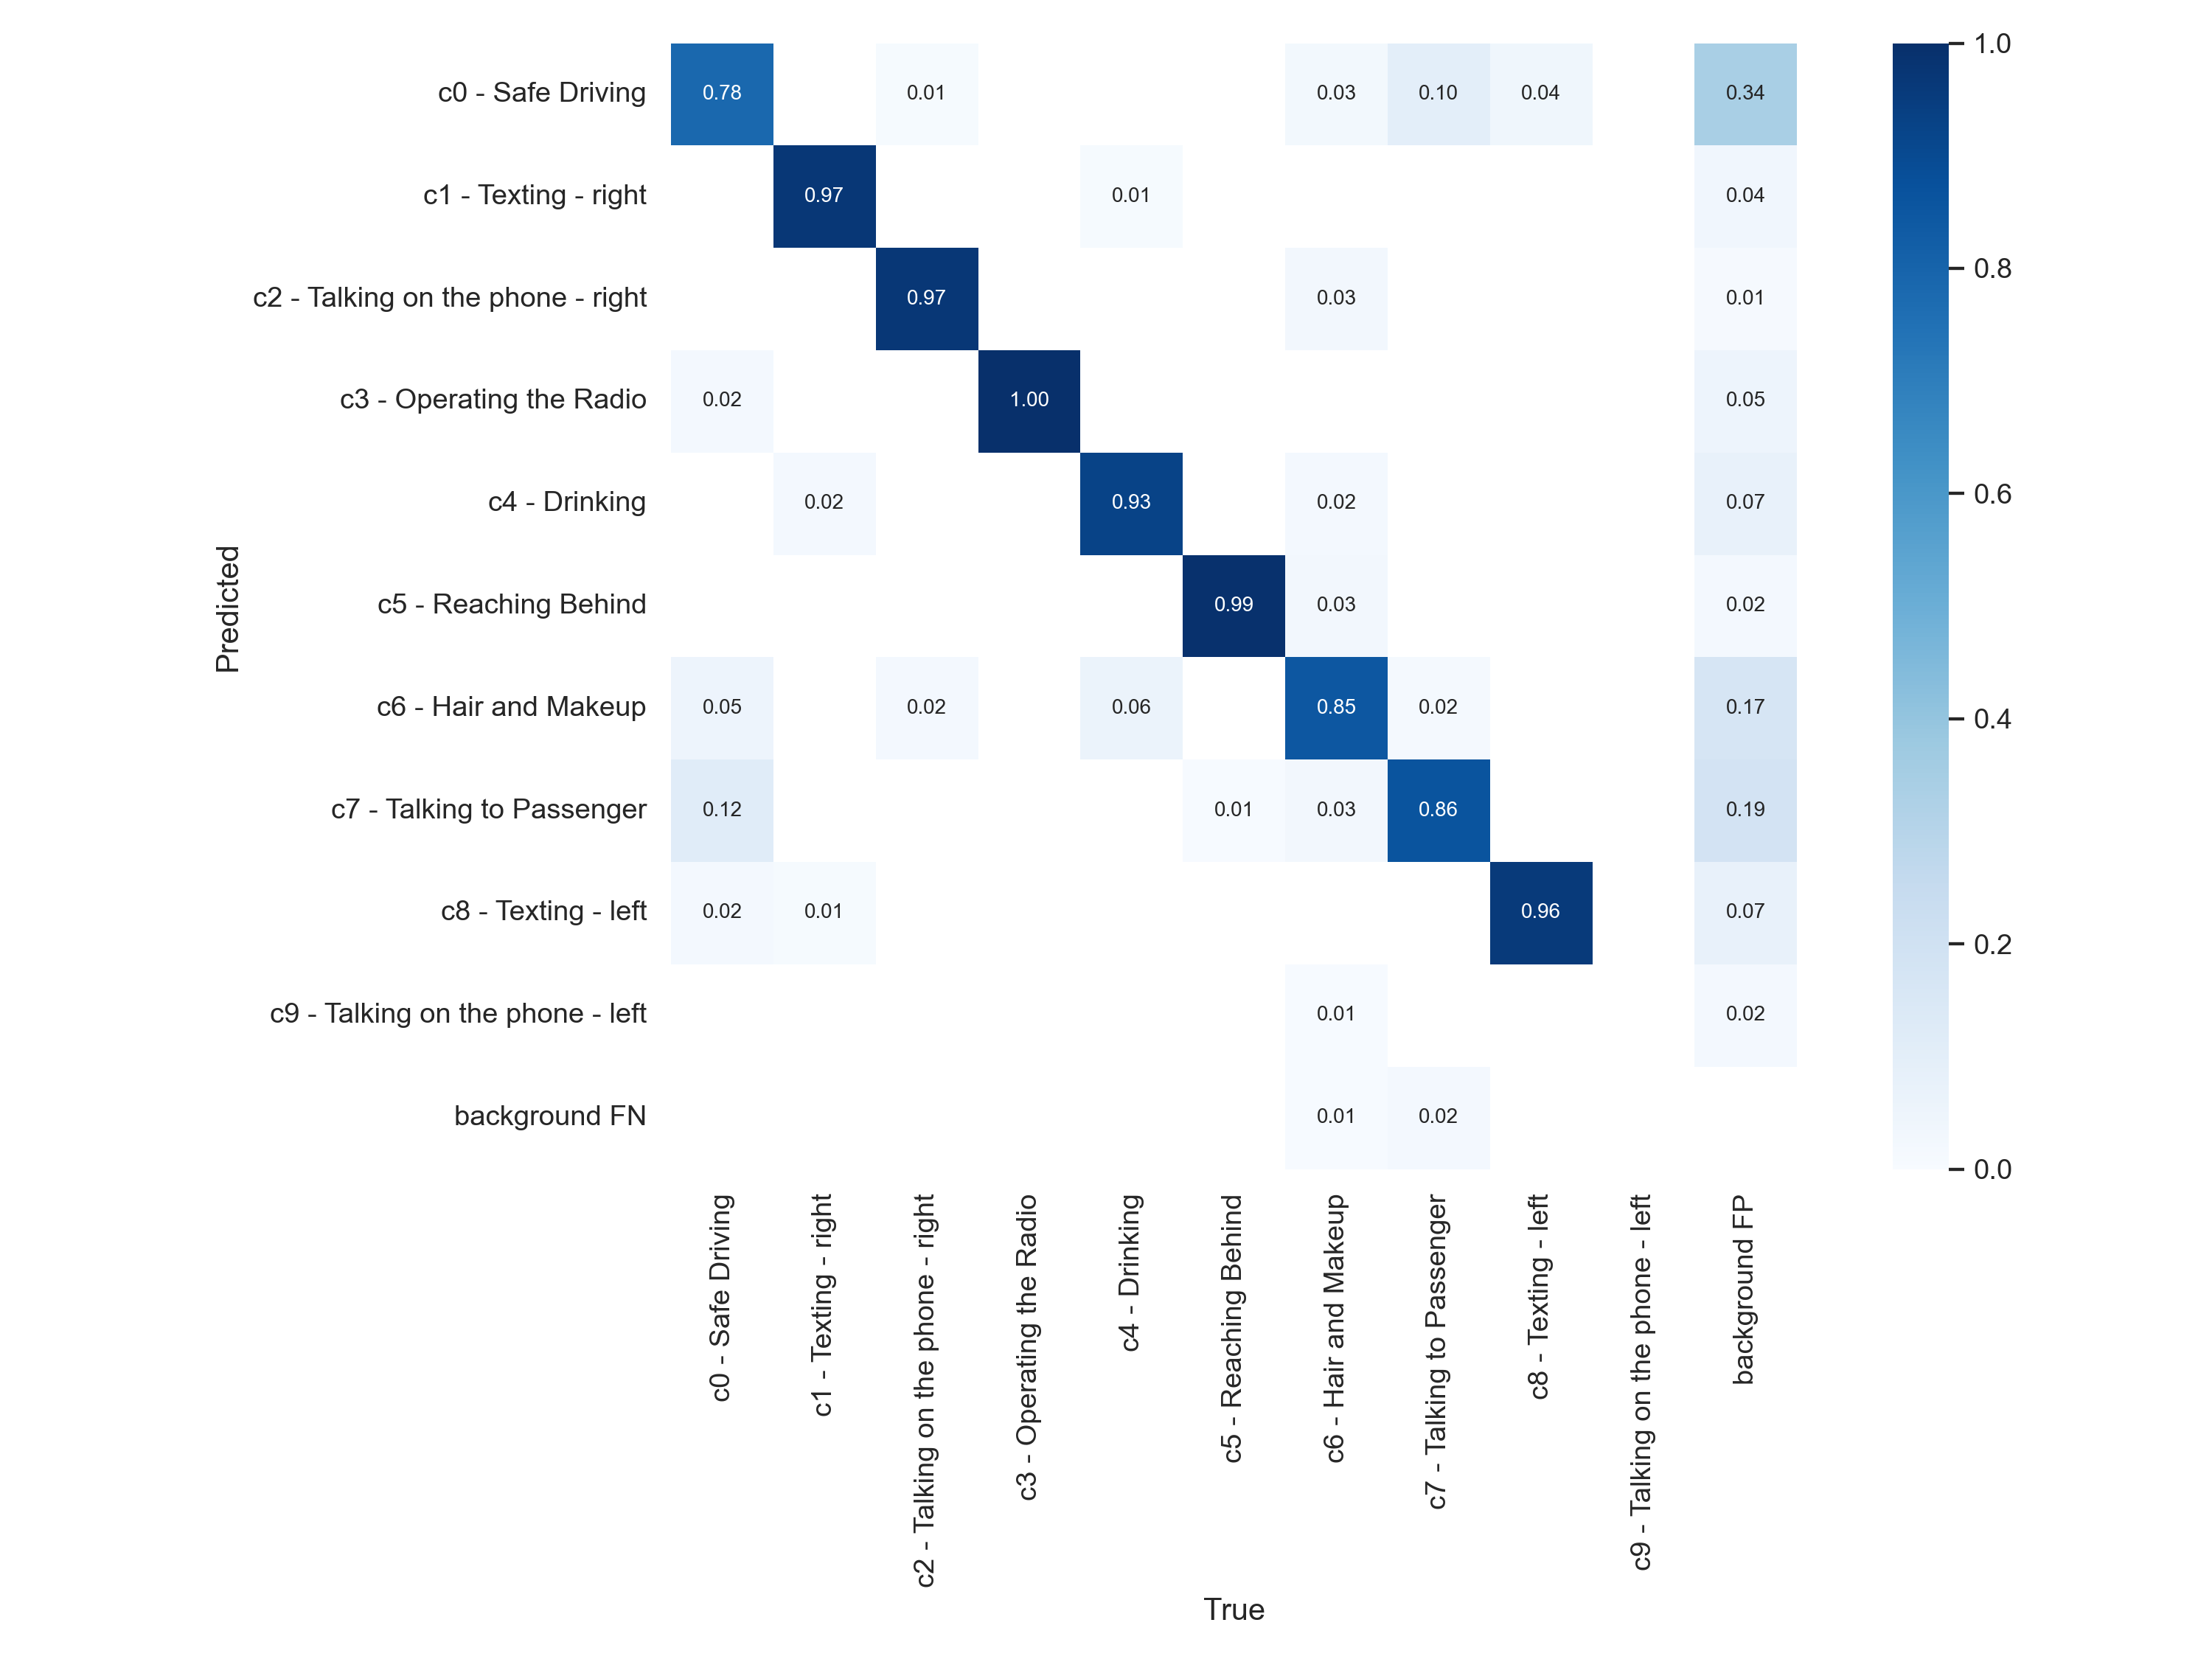 Predicted
c0 - Safe Driving 0.78 0.01 0.03 0.10 0.04 0.34
c1 - Texting - right 0.97 0.01 0.04
c2 - Talking on the phone - right 0.97 0.03 0.01
c3 - Operating the Radio 0.02 1.00 0.05
c4 - Drinking 0.02 0.93 0.02 0.07
c5 - Reaching Behind 0.99 0.03 0.02
c6 - Hair and Makeup 0.05 0.02 0.06 0.85 0.02 0.17
c7 - Talking to Passenger 0.12 0.01 0.03 0.86 0.19
c8 - Texting - left 0.02 0.01 0.96 0.07
c9 - Talking on the phone - left 0.01 0.02
background FN 0.01 0.02
c0 - Safe Driving
c1 - Texting - right
c2 - Talking on the phone - right
c3 - Operating the Radio
c4 - Drinking
c5 - Reaching Behind
c6 - Hair and Makeup
c7 - Talking to Passenger
c8 - Texting - left
c9 - Talking on the phone - left
background FP
True
1.0
0.8
0.6
0.4
0.2
0.0